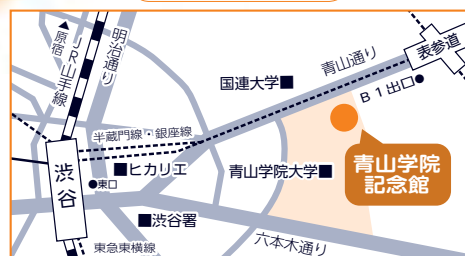 ▲原宿
JR山手線
明治通り
表参道
青山通り
国連大学■
B1出口●
半蔵門線・銀座線
青山学院
記念館
渋谷
■ヒカリエ
青山学院大学■
●東口
■渋谷署
六本木通り
東急東横線